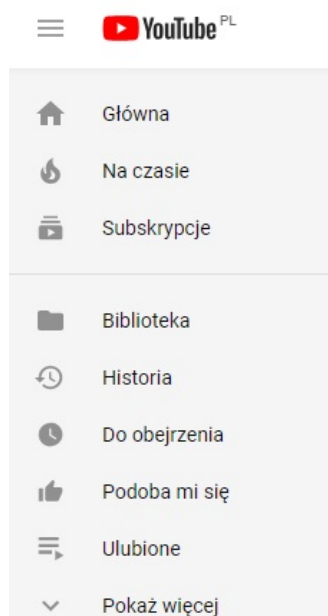 YouTube PL
Główna
Na czasie
Subskrypcje
Biblioteka
Historia
Do obejrzenia
Podoba mi się
Ulubione
Pokaż więcej